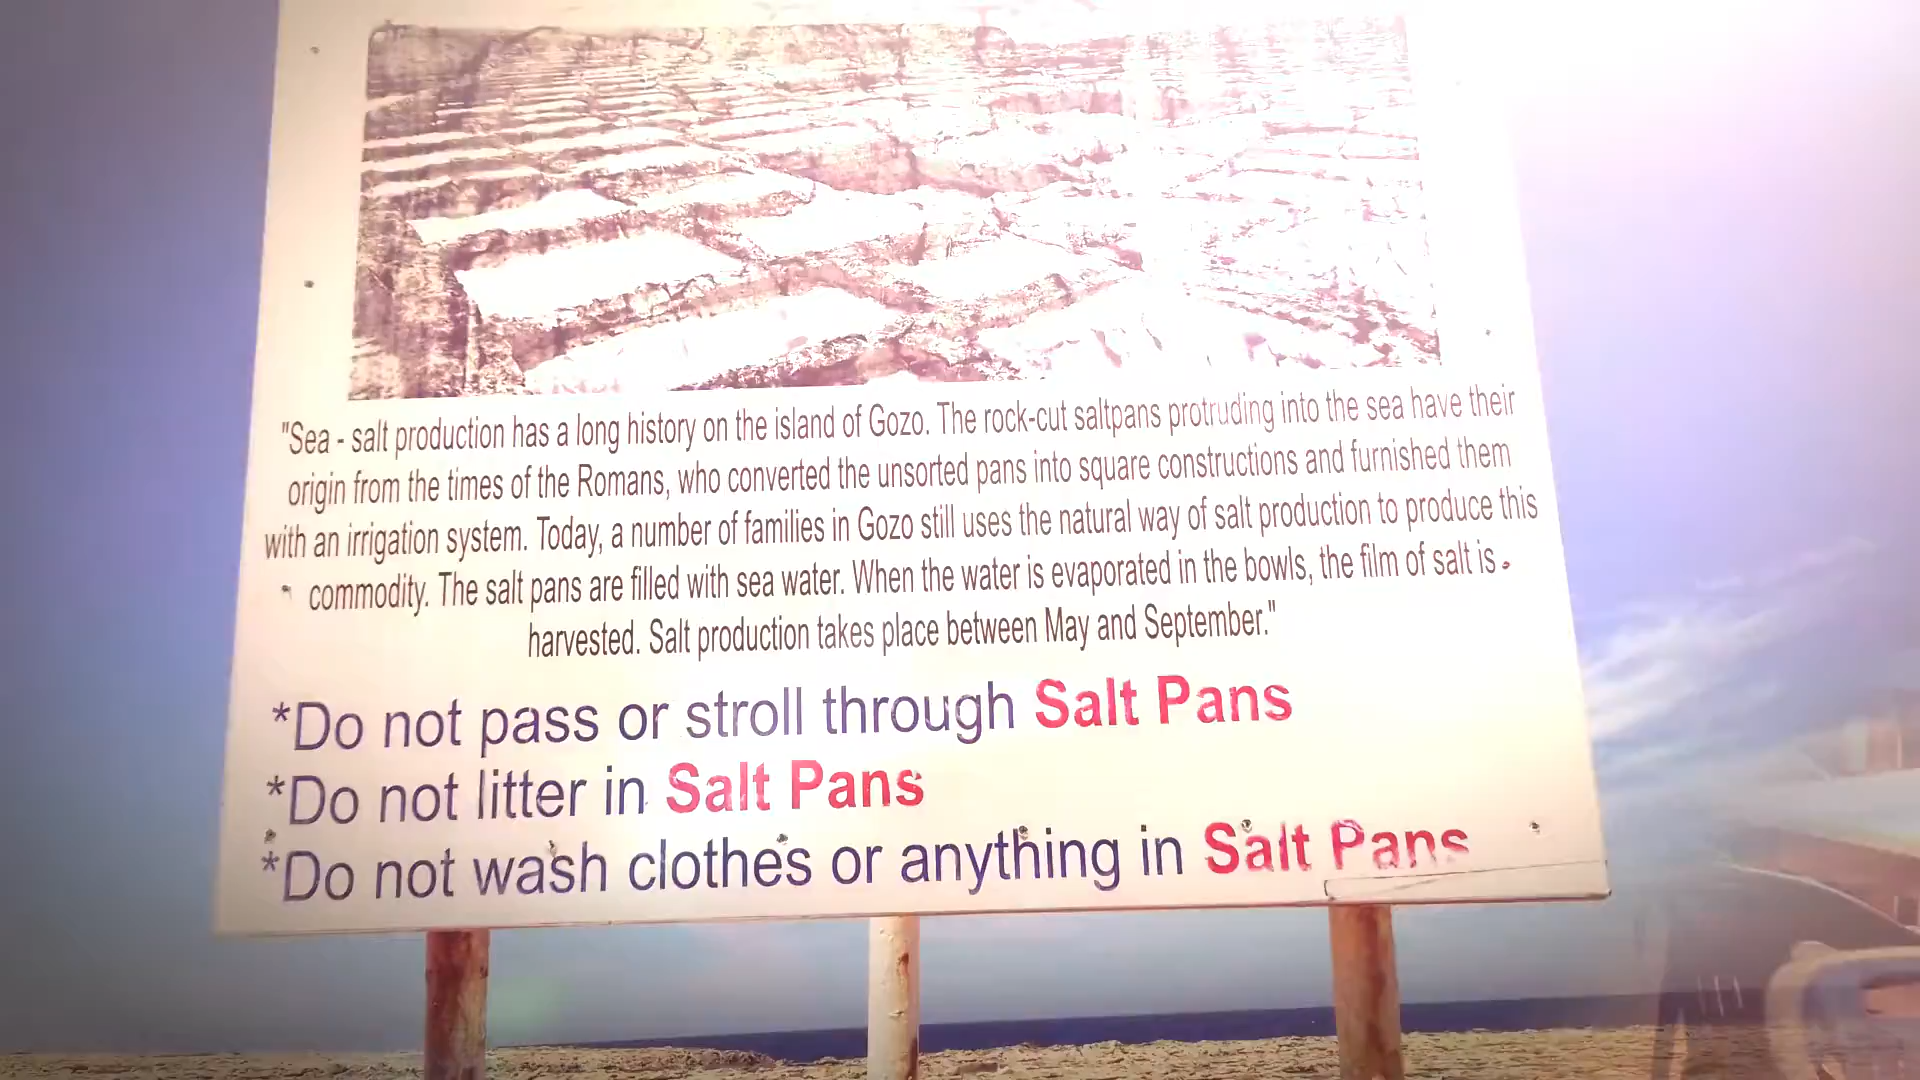 "Sea - salt production has a long history on the island of Gozo. The rock-cut saltpans protruding into the sea have their
origin from the times of the Romans, who converted the unsorted pans into square constructions and furnished them
with an irrigation system. Today, a number of families in Gozo still uses the natural way of salt production to produce this
commodity. The salt pans are filled with sea water. When the water is evaporated in the bowls, the film of salt is
harvested. Salt production takes place between May and September."
*Do not pass or stroll through Salt Pans
*Do not litter in Salt Pans
*Do not wash clothes or anything in Salt Pans